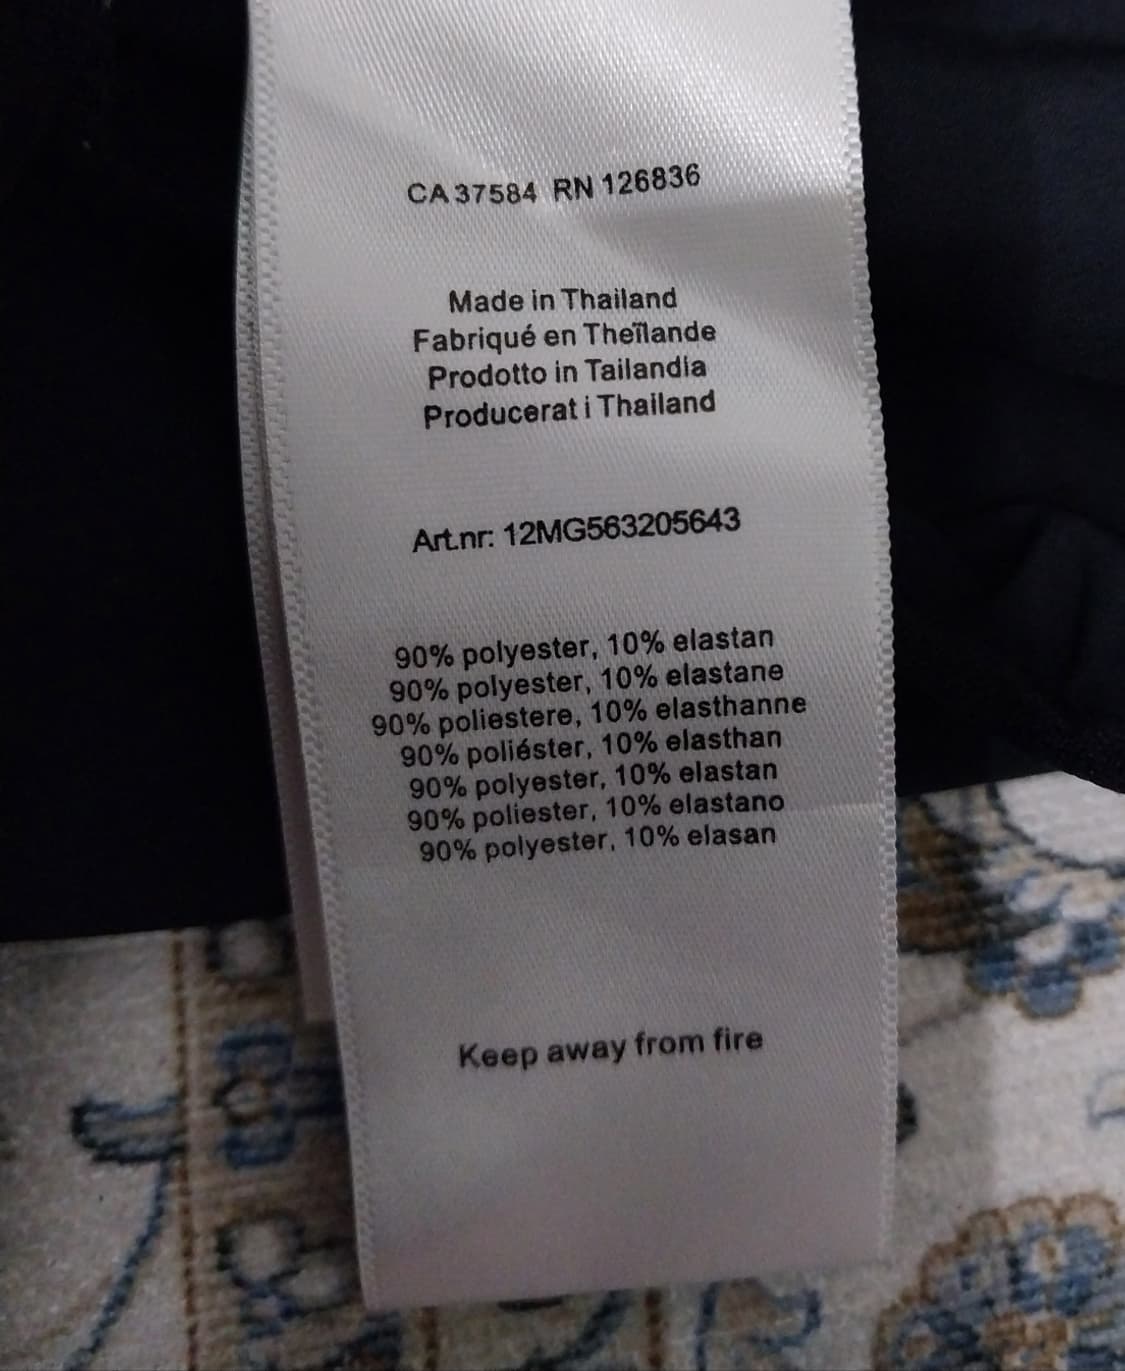 CA 37584 RN 126836
Made in Thailand
Fabriqué en Theïlande
Prodotto in Tailandia
Producerat i Thailand
Art.nr: 12MG563205643
90% polyester, 10% elastan
90% polyester, 10% elastane
90% poliestere, 10% elasthanne
90% poliéster, 10% elasthan
90% polyester, 10% elastan
90% poliester, 10% elastano
90% polyester, 10% elasan
Keep away from fire